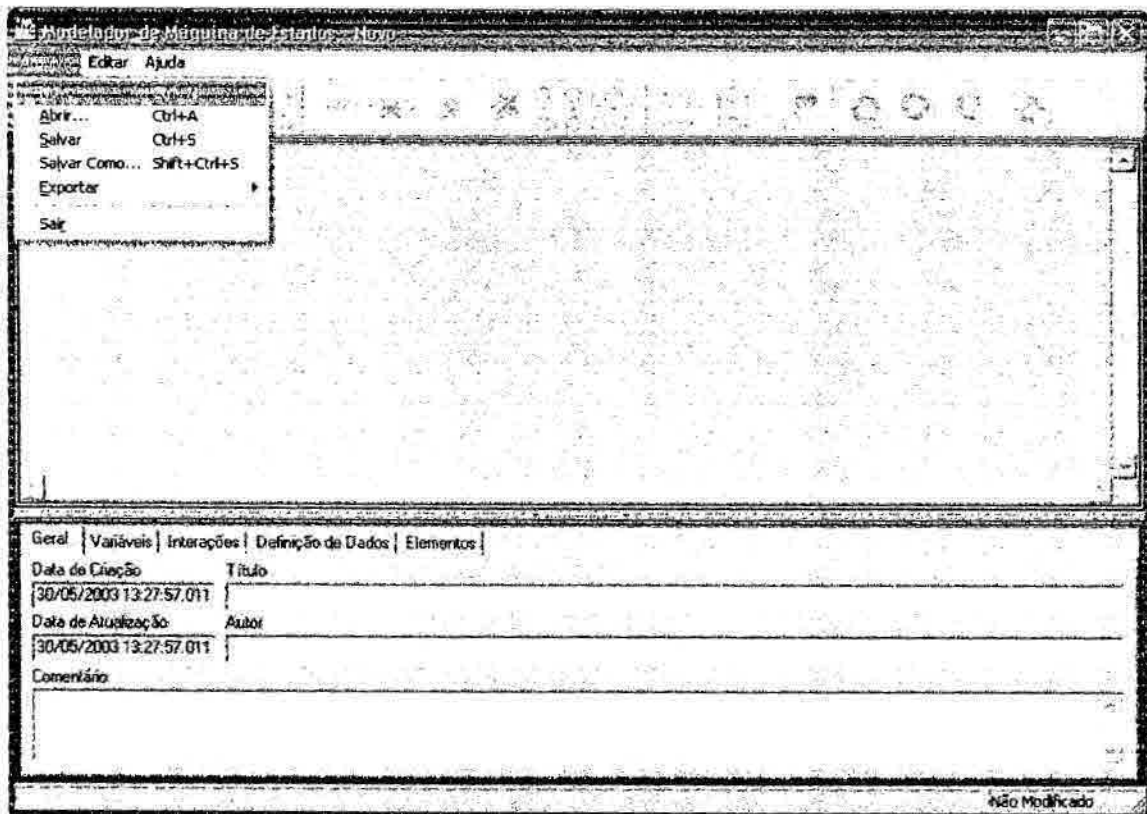 Modelador de Máquina de Estados - Novo
Editar Ajuda
Abrir... Ctrl+A
Salvar Ctrl+S
Salvar Como... Shift+Ctrl+S
Exportar
Sair
Geral Variáveis Interações Definição de Dados Elementos
Data de Criação Título
30/05/2003 13:27:57.011
Data de Atualização Autor
30/05/2003 13:27:57.011
Comentário
Não Modificado